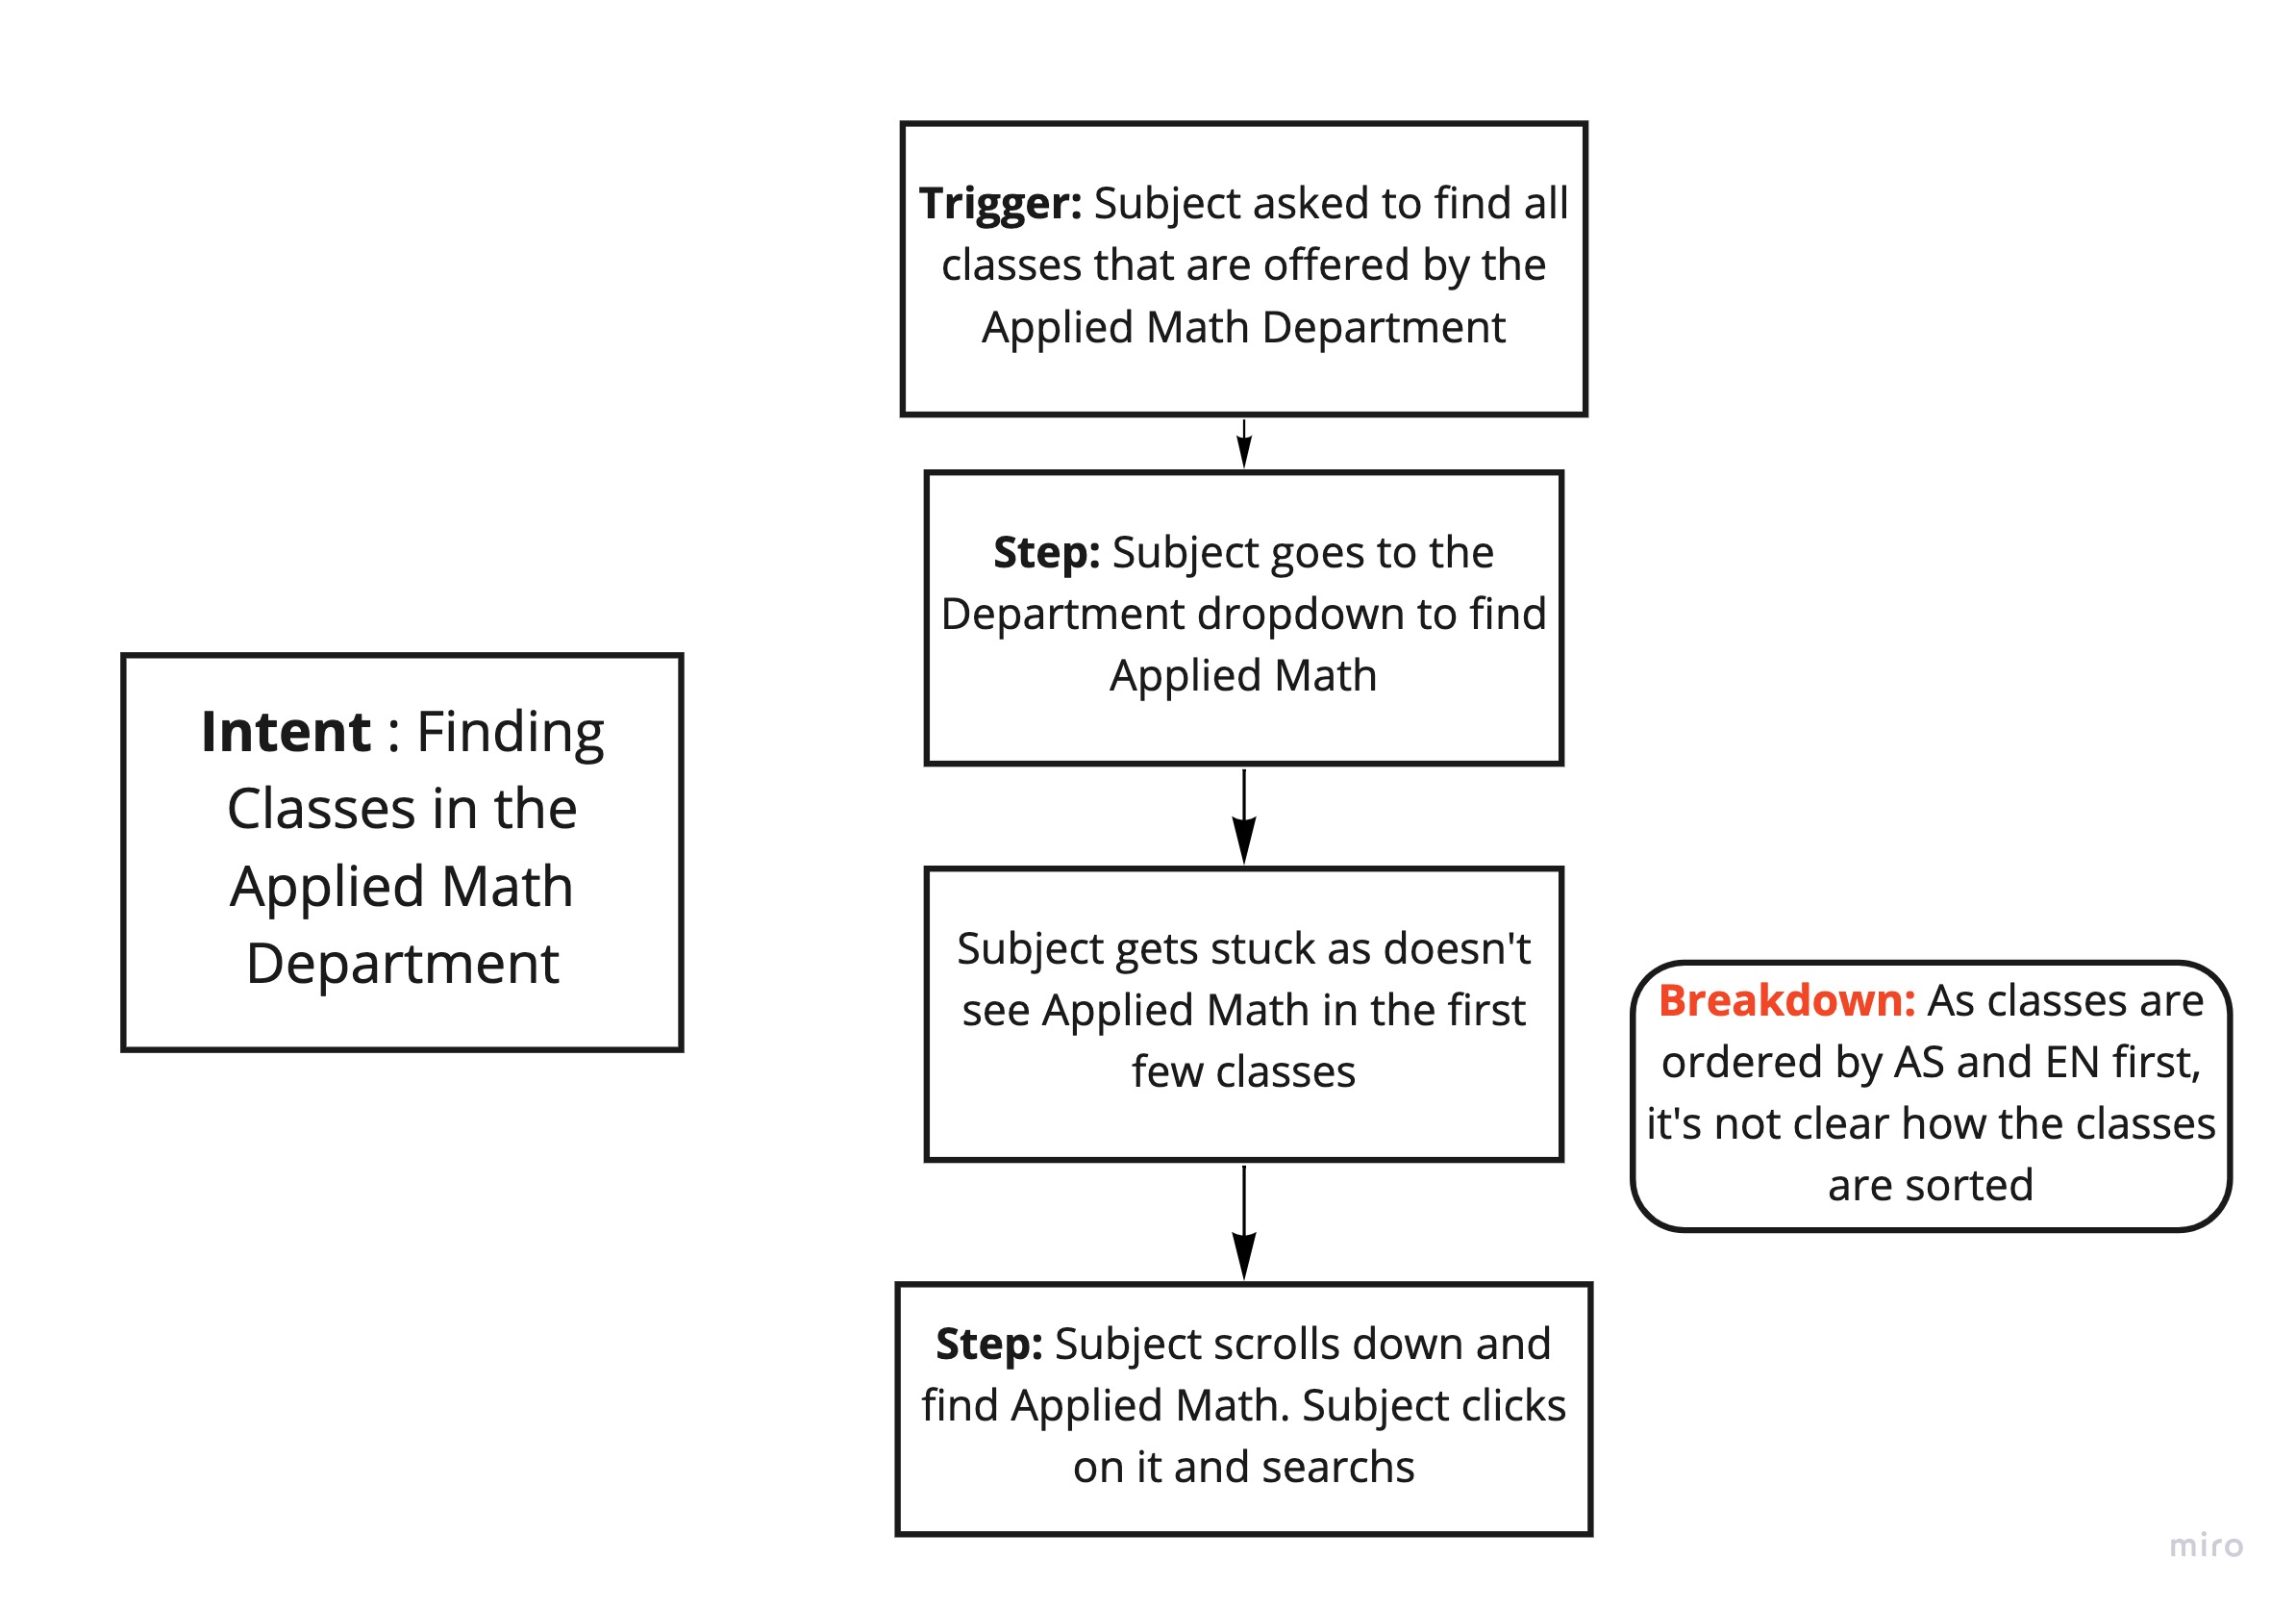 Trigger: Subject asked to find all
classes that are offered by the
Applied Math Department
Step: Subject goes to the
Department dropdown to find
Applied Math
Intent : Finding
Classes in the
Applied Math
Department
Subject gets stuck as doesn't
see Applied Math in the first
few classes
Breakdown: As classes are
ordered by AS and EN first,
it's not clear how the classes
are sorted
Step: Subject scrolls down and
find Applied Math. Subject clicks
on it and searchs
miro